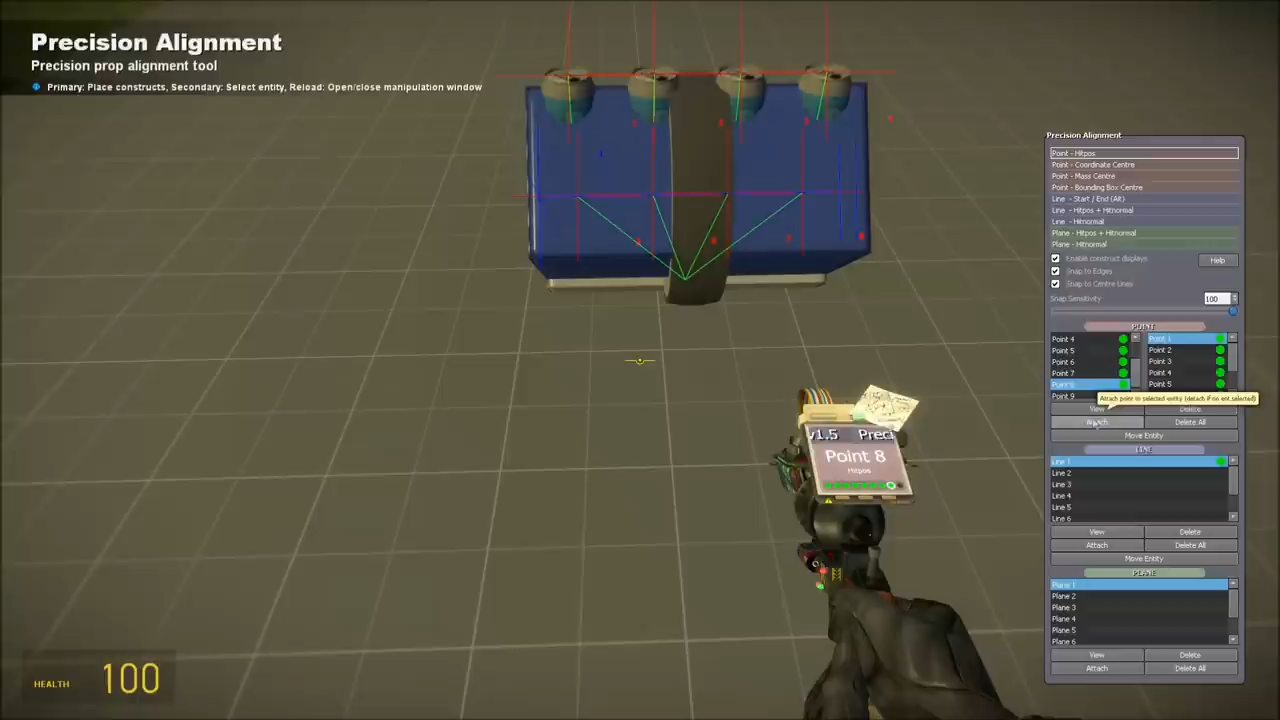 Precision Alignment
Precision prop alignment tool
Primary: Place constructs, Secondary: Select entity, Reload: Open/close manipulation window
Precision Alignment
Point - Hitpos
Point - Coordinate Centre
Point - Mass Centre
Point - Bounding Box Centre
Line - Start / End (Alt)
Line - Hitpos + Hitnormal
Line - Hitnormal
Plane - Hitpos + Hitnormal
Plane - Hitnormal
Enable construct displays
Help
Snap to Edges
Snap to Centre Lines
Snap Sensitivity
100
POINT
Point 4
Point 1
Point 5
Point 2
Point 6
Point 3
Point 7
Point 4
Point 8
Point 5
Point 9
Attach point to selected entity (detach if no ent selected)
View
Delete
Attach
Delete All
Move Entity
LINE
Line 1
Line 2
Line 3
Line 4
Line 5
Line 6
View
Delete
Attach
Delete All
Move Entity
PLANE
Plane 1
Plane 2
Plane 3
Plane 4
Plane 5
Plane 6
View
Delete
Attach
Delete All
v1.5 Preci
Point 8
Hitpos
HEALTH
100